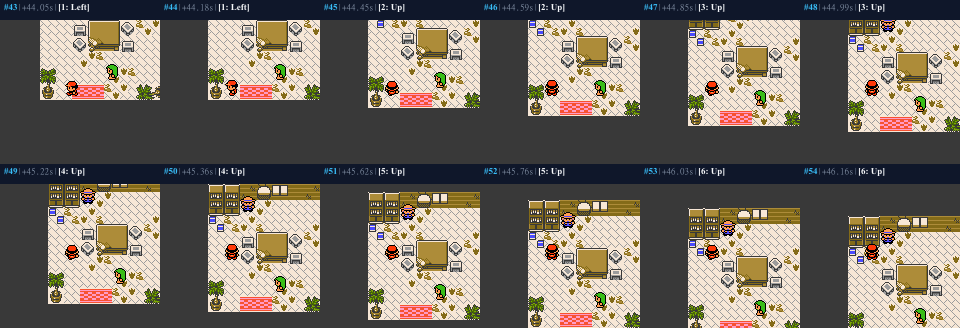 #43|+44.05s|[1: Left]
#44|+44.18s|[1: Left]
#45|+44.45s|[2: Up]
#46|+44.59s|[2: Up]
#47|+44.85s|[3: Up]
#48|+44.99s|[3: Up]
#49|+45.22s|[4: Up]
#50|+45.36s|[4: Up]
#51|+45.62s|[5: Up]
#52|+45.76s|[5: Up]
#53|+46.03s|[6: Up]
#54|+46.16s|[6: Up]